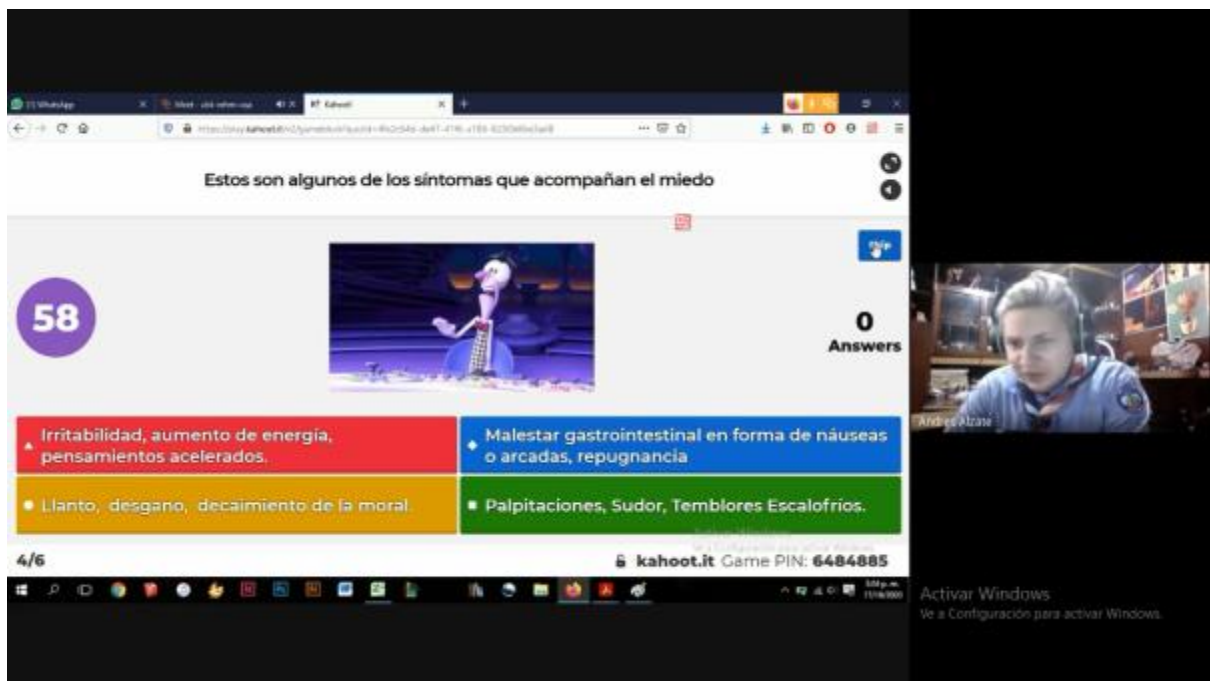 WhatsApp
Kahoot!
Estos son algunos de los síntomas que acompañan el miedo
Skip
58
0
Answers
Irritabilidad, aumento de energía,
pensamientos acelerados.
Malestar gastrointestinal en forma de náuseas
o arcadas, repugnancia
Llanto, desgano, decaimiento de la moral.
Palpitaciones, Sudor, Temblores Escalofríos.
4/6
kahoot.it Game PIN: 6484885
Andres Alzate
Activar Windows
Ve a Configuración para activar Windows.